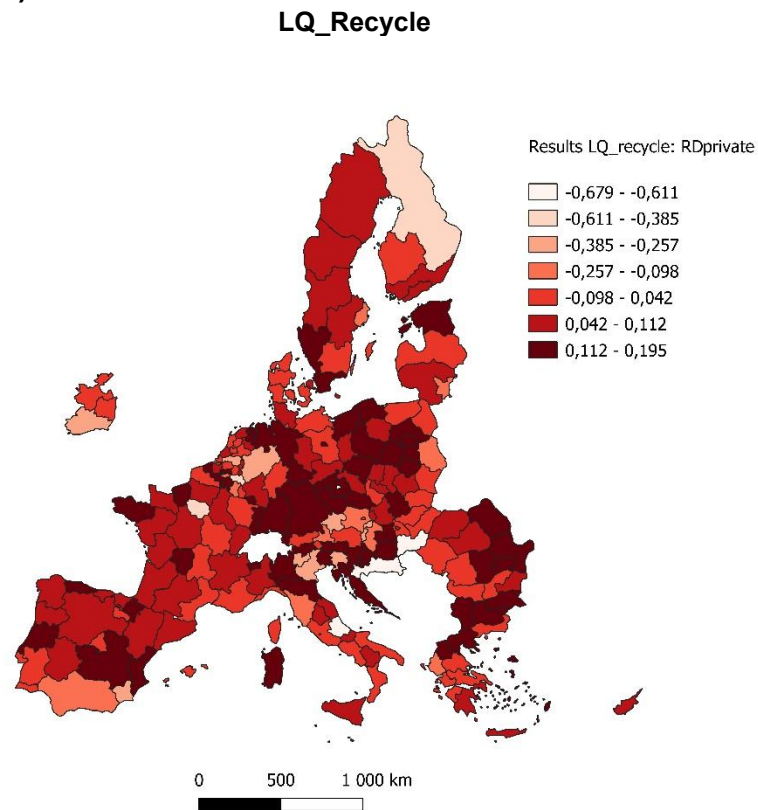 LQ_Recycle
Results LQ_recycle: RDprivate
-0,679 - -0,611
-0,611 - -0,385
-0,385 - -0,257
-0,257 - -0,098
-0,098 - 0,042
0,042 - 0,112
0,112 - 0,195
0 500 1 000 km